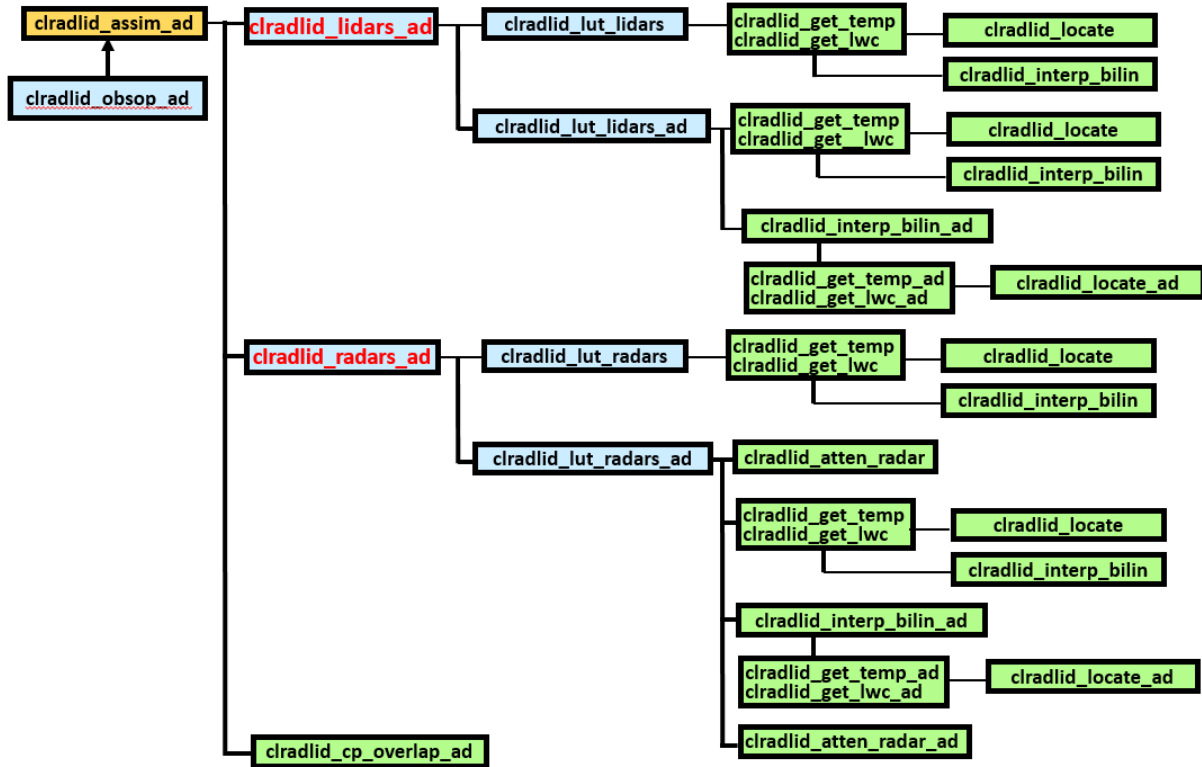 clradlid_assim_ad
clradlid_obsop_ad
clradlid_lidars_ad
clradlid_lut_lidars
clradlid_get_temp
clradlid_get_lwc
clradlid_locate
clradlid_interp_bilin
clradlid_lut_lidars_ad
clradlid_get_temp
clradlid_get__lwc
clradlid_locate
clradlid_interp_bilin
clradlid_interp_bilin_ad
clradlid_get_temp_ad
clradlid_get_lwc_ad
clradlid_locate_ad
clradlid_radars_ad
clradlid_lut_radars
clradlid_get_temp
clradlid_get_lwc
clradlid_locate
clradlid_interp_bilin
clradlid_lut_radars_ad
clradlid_atten_radar
clradlid_get_temp
clradlid_get_lwc
clradlid_locate
clradlid_interp_bilin
clradlid_interp_bilin_ad
clradlid_get_temp_ad
clradlid_get_lwc_ad
clradlid_locate_ad
clradlid_atten_radar_ad
clradlid_cp_overlap_ad